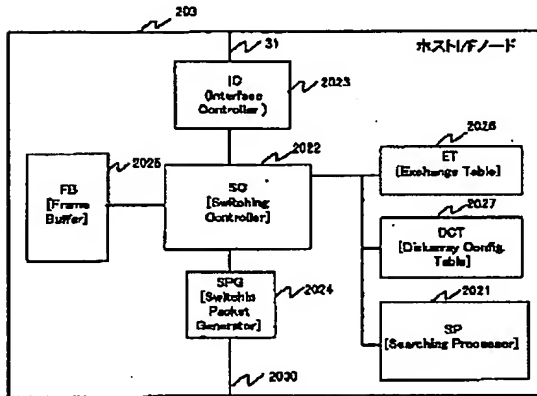 203
31
ホストI/Fノード
IC
(Interface
Controller)
2023
2022
2026
ET
[Exchange Table]
2025
FB
[Frame
Buffer]
SC
[Switching
Controller]
2027
DCT
[Diskarray Config.
Table]
SPG
[Switchin
Packet
Generator]
2024
2021
SP
[Searching Processor]
2030